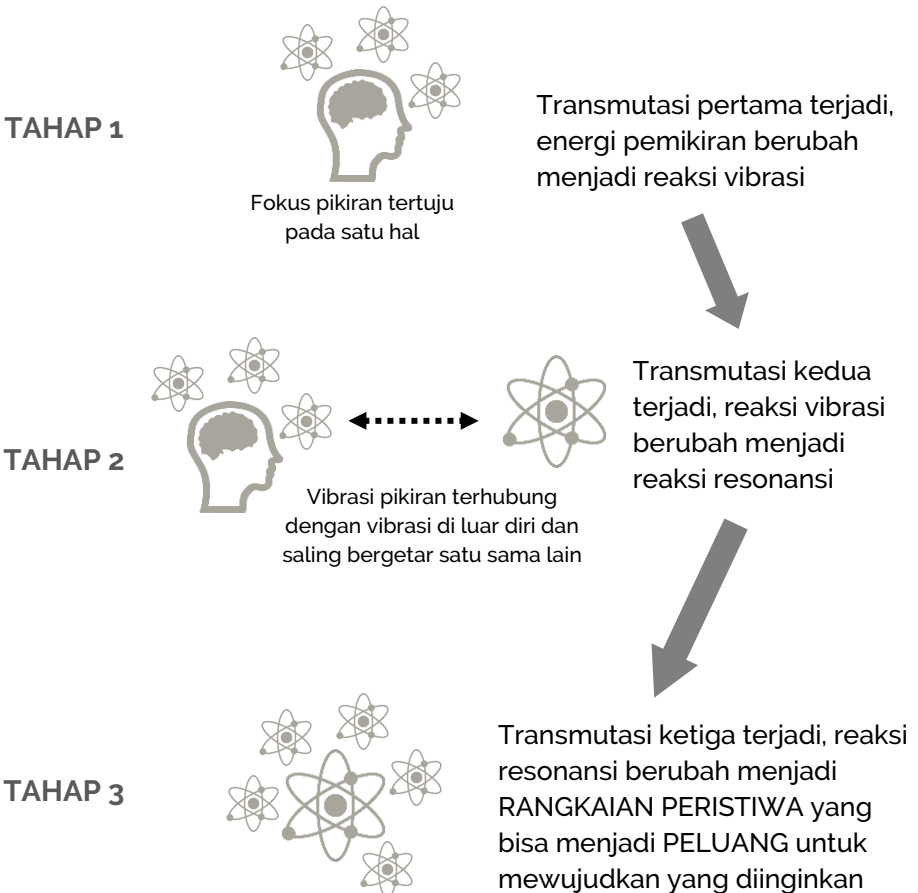 TAHAP 1
Fokus pikiran tertuju
pada satu hal
Transmutasi pertama terjadi,
energi pemikiran berubah
menjadi reaksi vibrasi
TAHAP 2
Vibrasi pikiran terhubung
dengan vibrasi di luar diri dan
saling bergetar satu sama lain
Transmutasi kedua
terjadi, reaksi vibrasi
berubah menjadi
reaksi resonansi
TAHAP 3
Transmutasi ketiga terjadi, reaksi
resonansi berubah menjadi
RANGKAIAN PERISTIWA yang
bisa menjadi PELUANG untuk
mewujudkan yang diinginkan